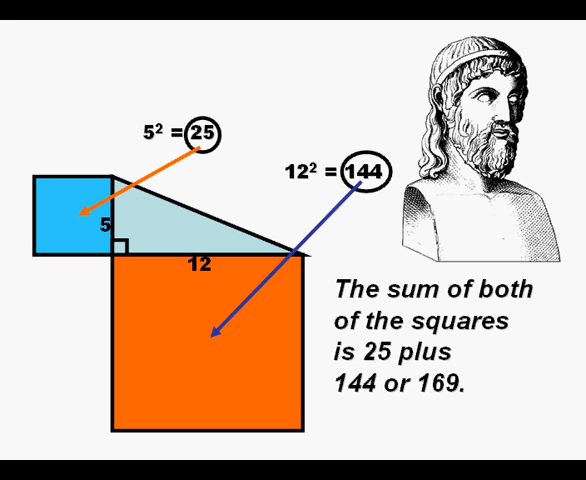 5² = 25
12² = 144
5
12
The sum of both
of the squares
is 25 plus
144 or 169.